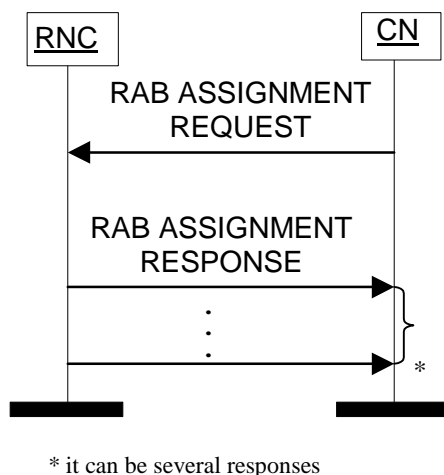 RNC
CN
RAB ASSIGNMENT
REQUEST
RAB ASSIGNMENT
RESPONSE
*
* it can be several responses